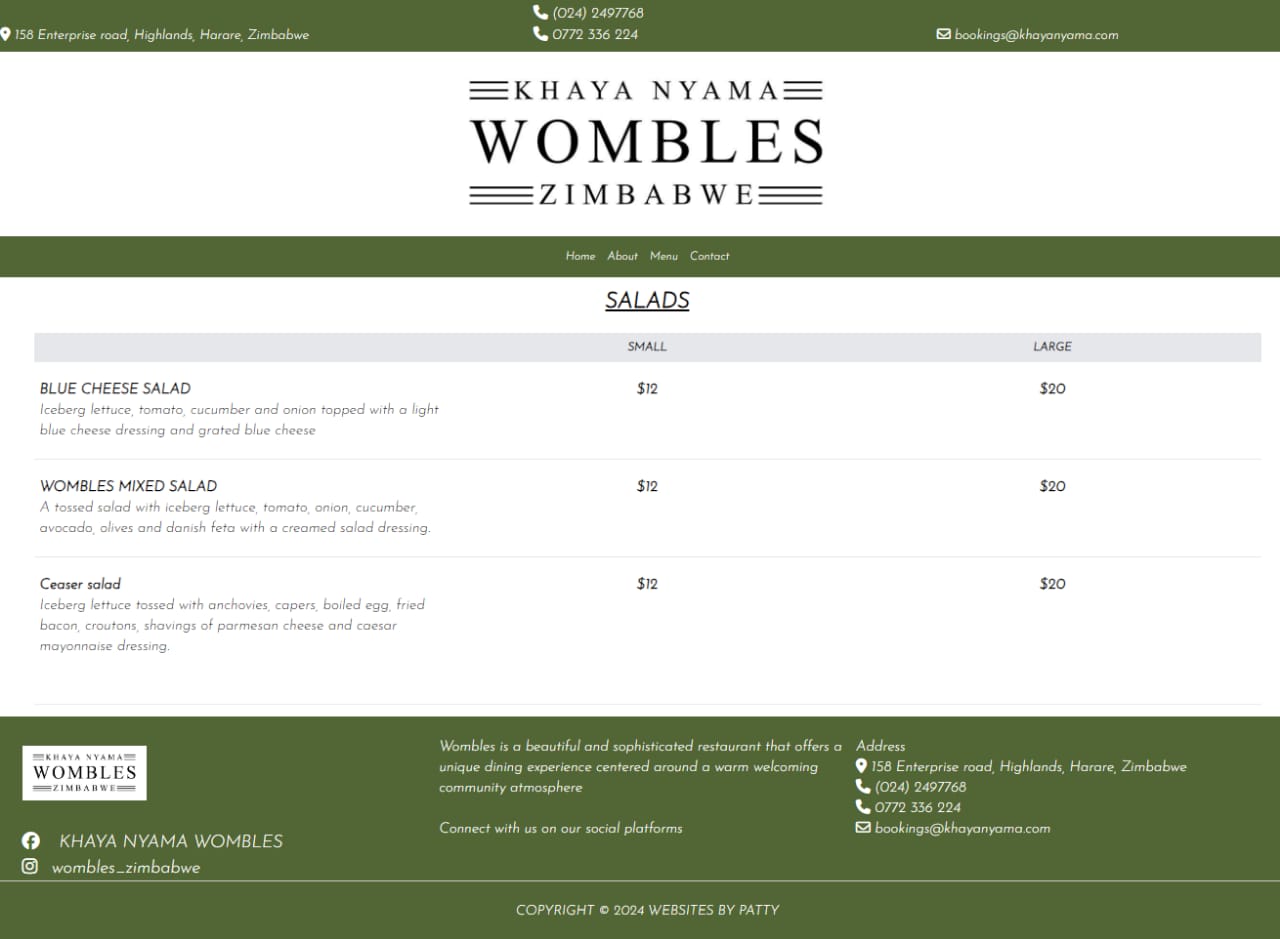 (024) 2497768
158 Enterprise road, Highlands, Harare, Zimbabwe
0772 336 224
bookings@khayanyama.com
KHAYA NYAMA
WOMBLES
ZIMBABWE
Home About Menu Contact
SALADS
SMALL LARGE
BLUE CHEESE SALAD $12 $20
Iceberg lettuce, tomato, cucumber and onion topped with a light
blue cheese dressing and grated blue cheese
WOMBLES MIXED SALAD $12 $20
A tossed salad with iceberg lettuce, tomato, onion, cucumber,
avocado, olives and danish feta with a creamed salad dressing.
Ceaser salad $12 $20
Iceberg lettuce tossed with anchovies, capers, boiled egg, fried
bacon, croutons, shavings of parmesan cheese and caesar
mayonnaise dressing.
KHAYA NYAMA
WOMBLES
ZIMBABWE
KHAYA NYAMA WOMBLES
wombles_zimbabwe
Wombles is a beautiful and sophisticated restaurant that offers a
unique dining experience centered around a warm welcoming
community atmosphere
Connect with us on our social platforms
Address
158 Enterprise road, Highlands, Harare, Zimbabwe
(024) 2497768
0772 336 224
bookings@khayanyama.com
COPYRIGHT © 2024 WEBSITES BY PATTY